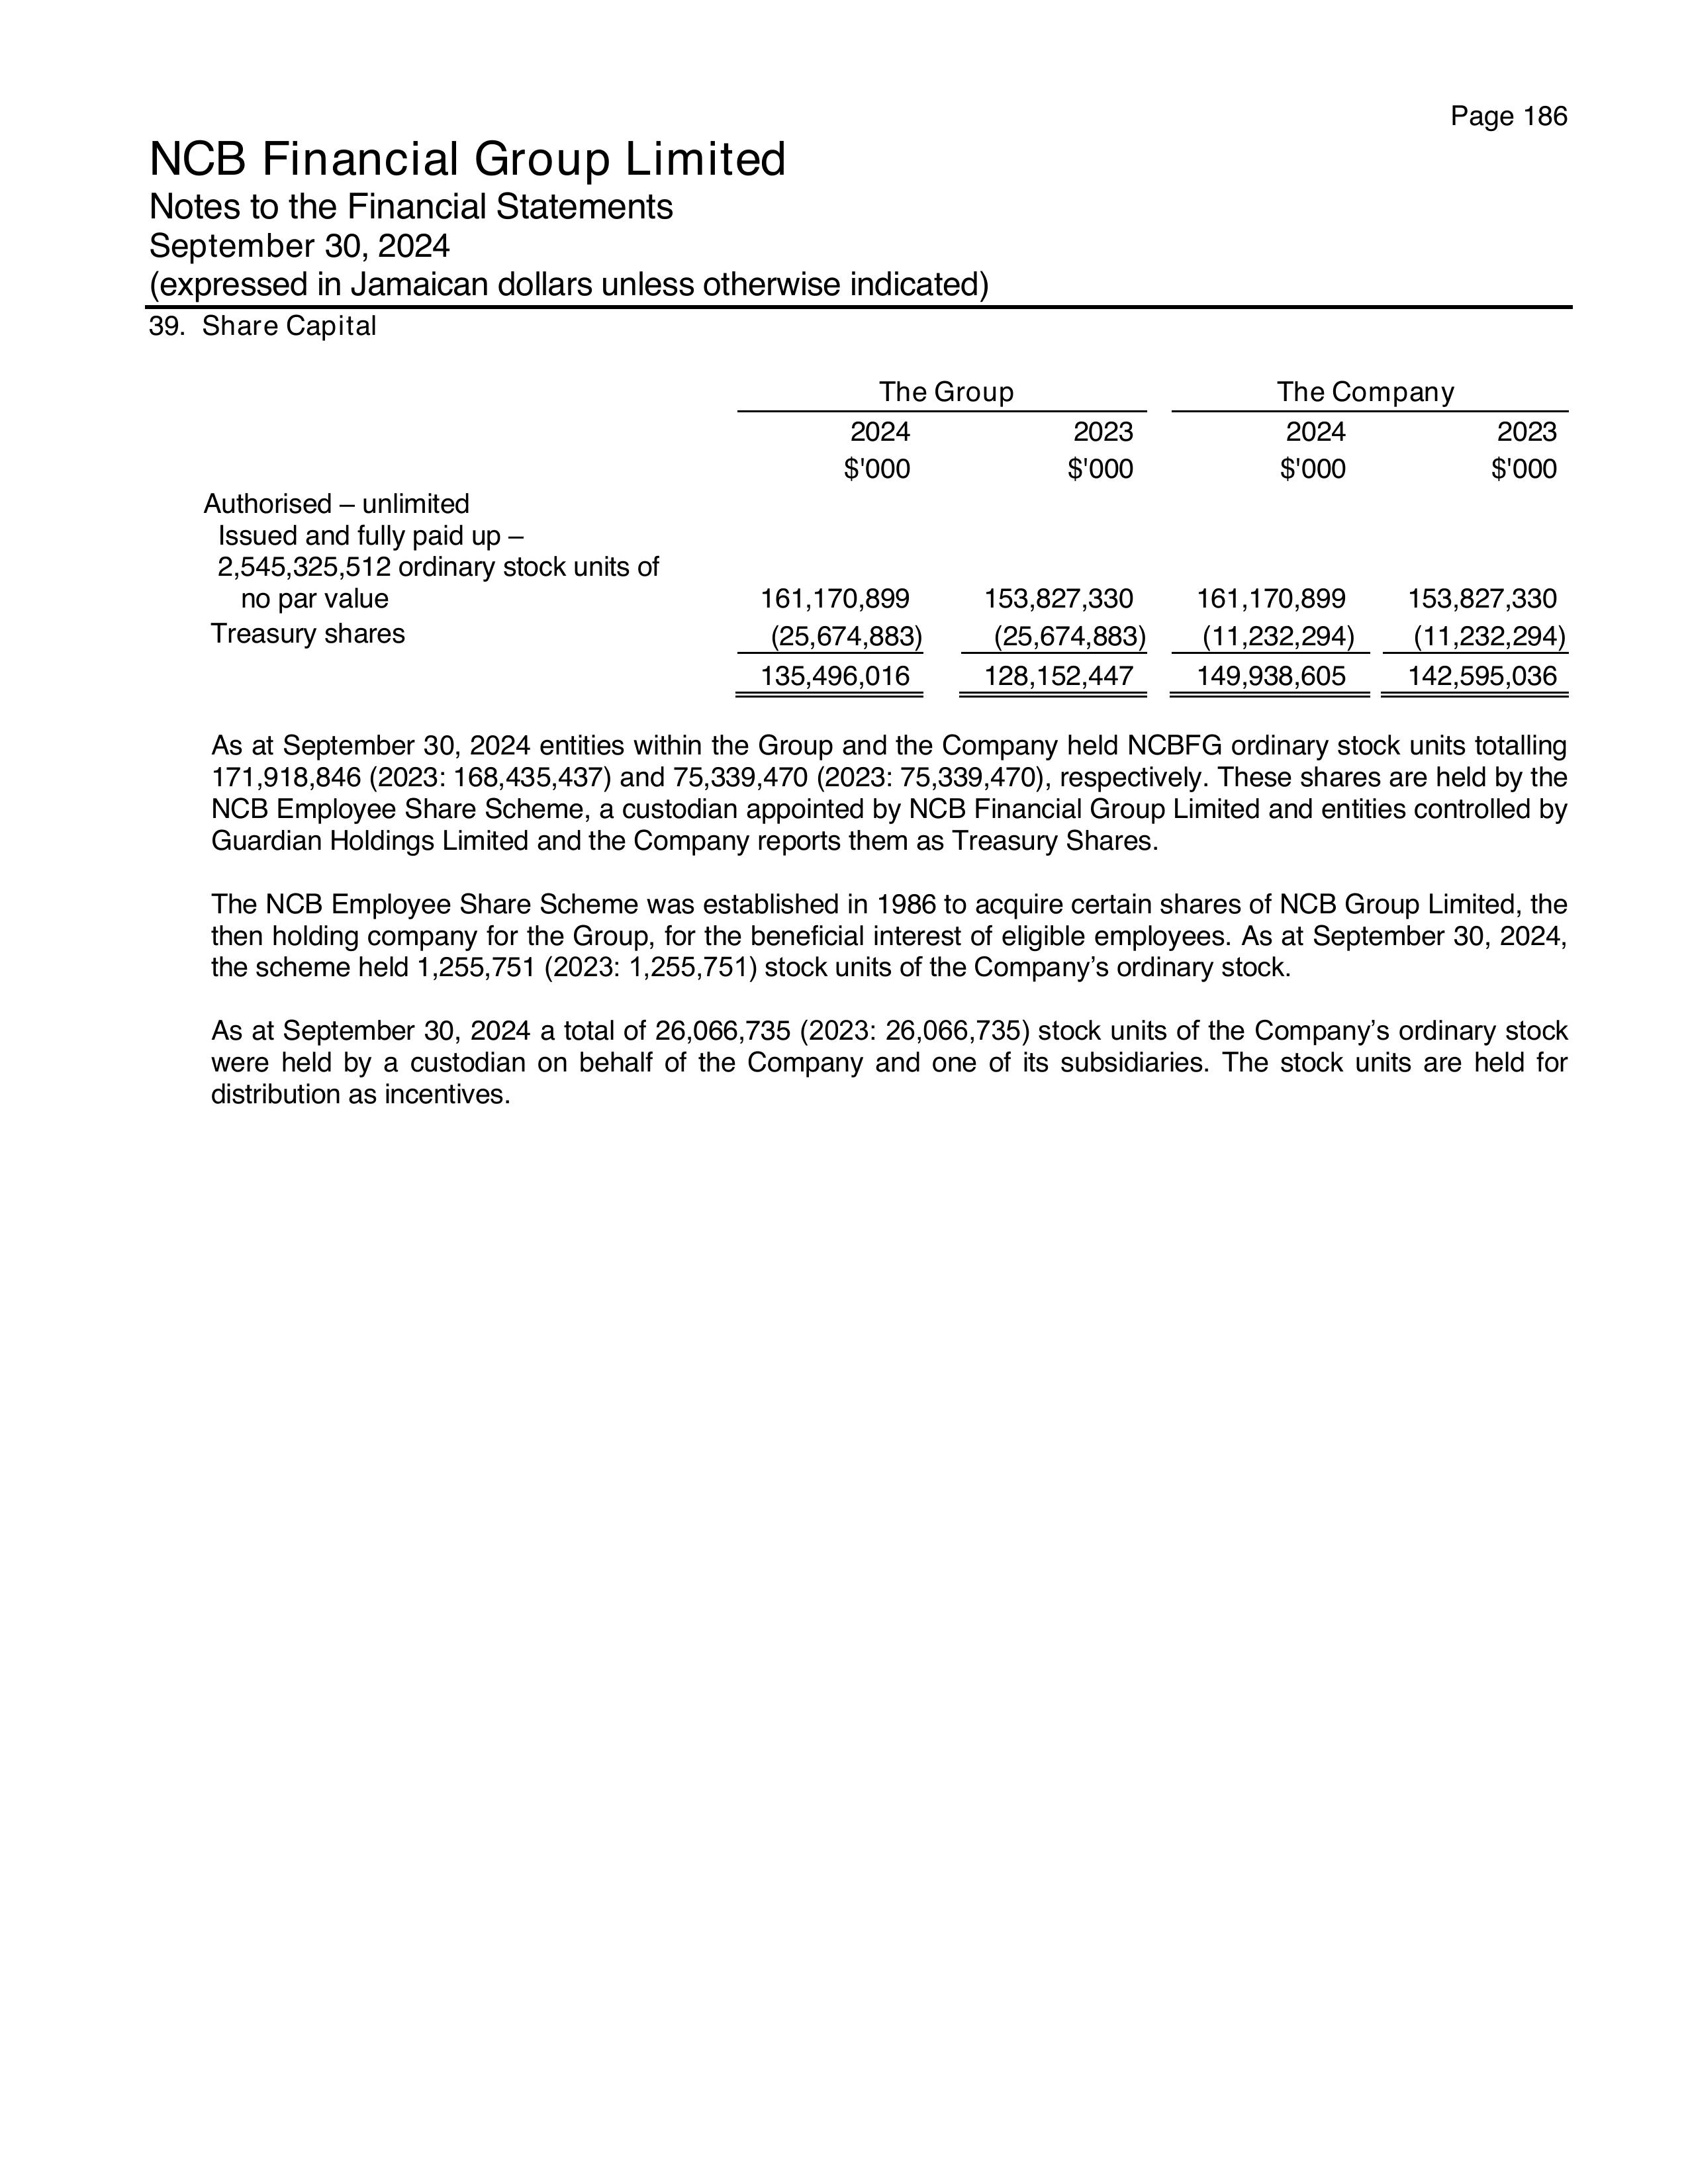 Page 186
NCB Financial Group Limited
Notes to the Financial Statements
September 30, 2024
(expressed in Jamaican dollars unless otherwise indicated)
39. Share Capital
The Group The Company
2024 2023 2024 2023
$'000 $'000 $'000 $'000
Authorised – unlimited
Issued and fully paid up –
2,545,325,512 ordinary stock units of
no par value 161,170,899 153,827,330 161,170,899 153,827,330
Treasury shares (25,674,883) (25,674,883) (11,232,294) (11,232,294)
135,496,016 128,152,447 149,938,605 142,595,036
As at September 30, 2024 entities within the Group and the Company held NCBFG ordinary stock units totalling
171,918,846 (2023: 168,435,437) and 75,339,470 (2023: 75,339,470), respectively. These shares are held by the
NCB Employee Share Scheme, a custodian appointed by NCB Financial Group Limited and entities controlled by
Guardian Holdings Limited and the Company reports them as Treasury Shares.
The NCB Employee Share Scheme was established in 1986 to acquire certain shares of NCB Group Limited, the
then holding company for the Group, for the beneficial interest of eligible employees. As at September 30, 2024,
the scheme held 1,255,751 (2023: 1,255,751) stock units of the Company’s ordinary stock.
As at September 30, 2024 a total of 26,066,735 (2023: 26,066,735) stock units of the Company’s ordinary stock
were held by a custodian on behalf of the Company and one of its subsidiaries. The stock units are held for
distribution as incentives.